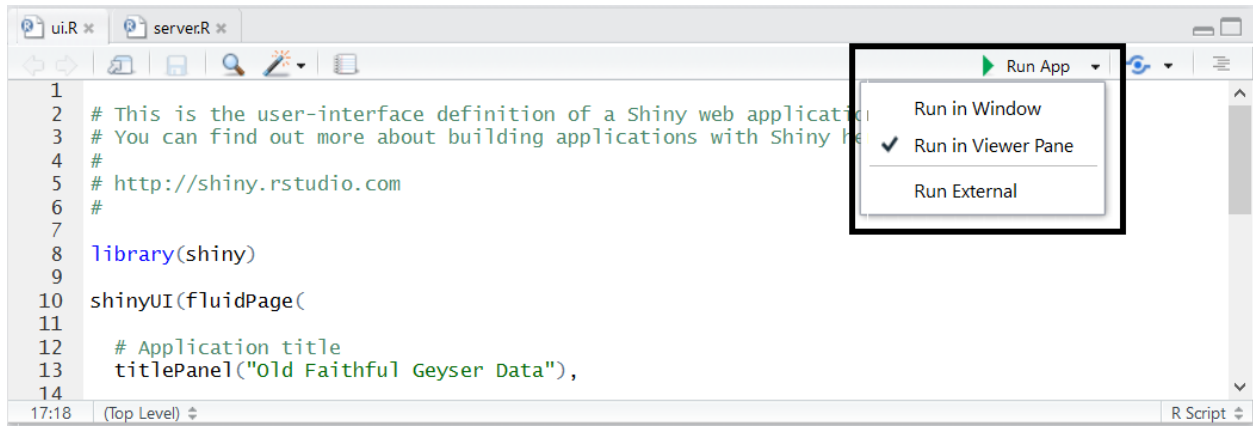 ui.R server.R
Run App
Run in Window
Run in Viewer Pane
Run External
1
2 # This is the user-interface definition of a Shiny web
3 # You can find out more about building applications with Shiny
4 #
5 # http://shiny.rstudio.com
6 #
7
8 library(shiny)
9
10 shinyUI(fluidPage(
11
12 # Application title
13 titlePanel("Old Faithful Geyser Data"),
14
17:18 (Top Level) R Script